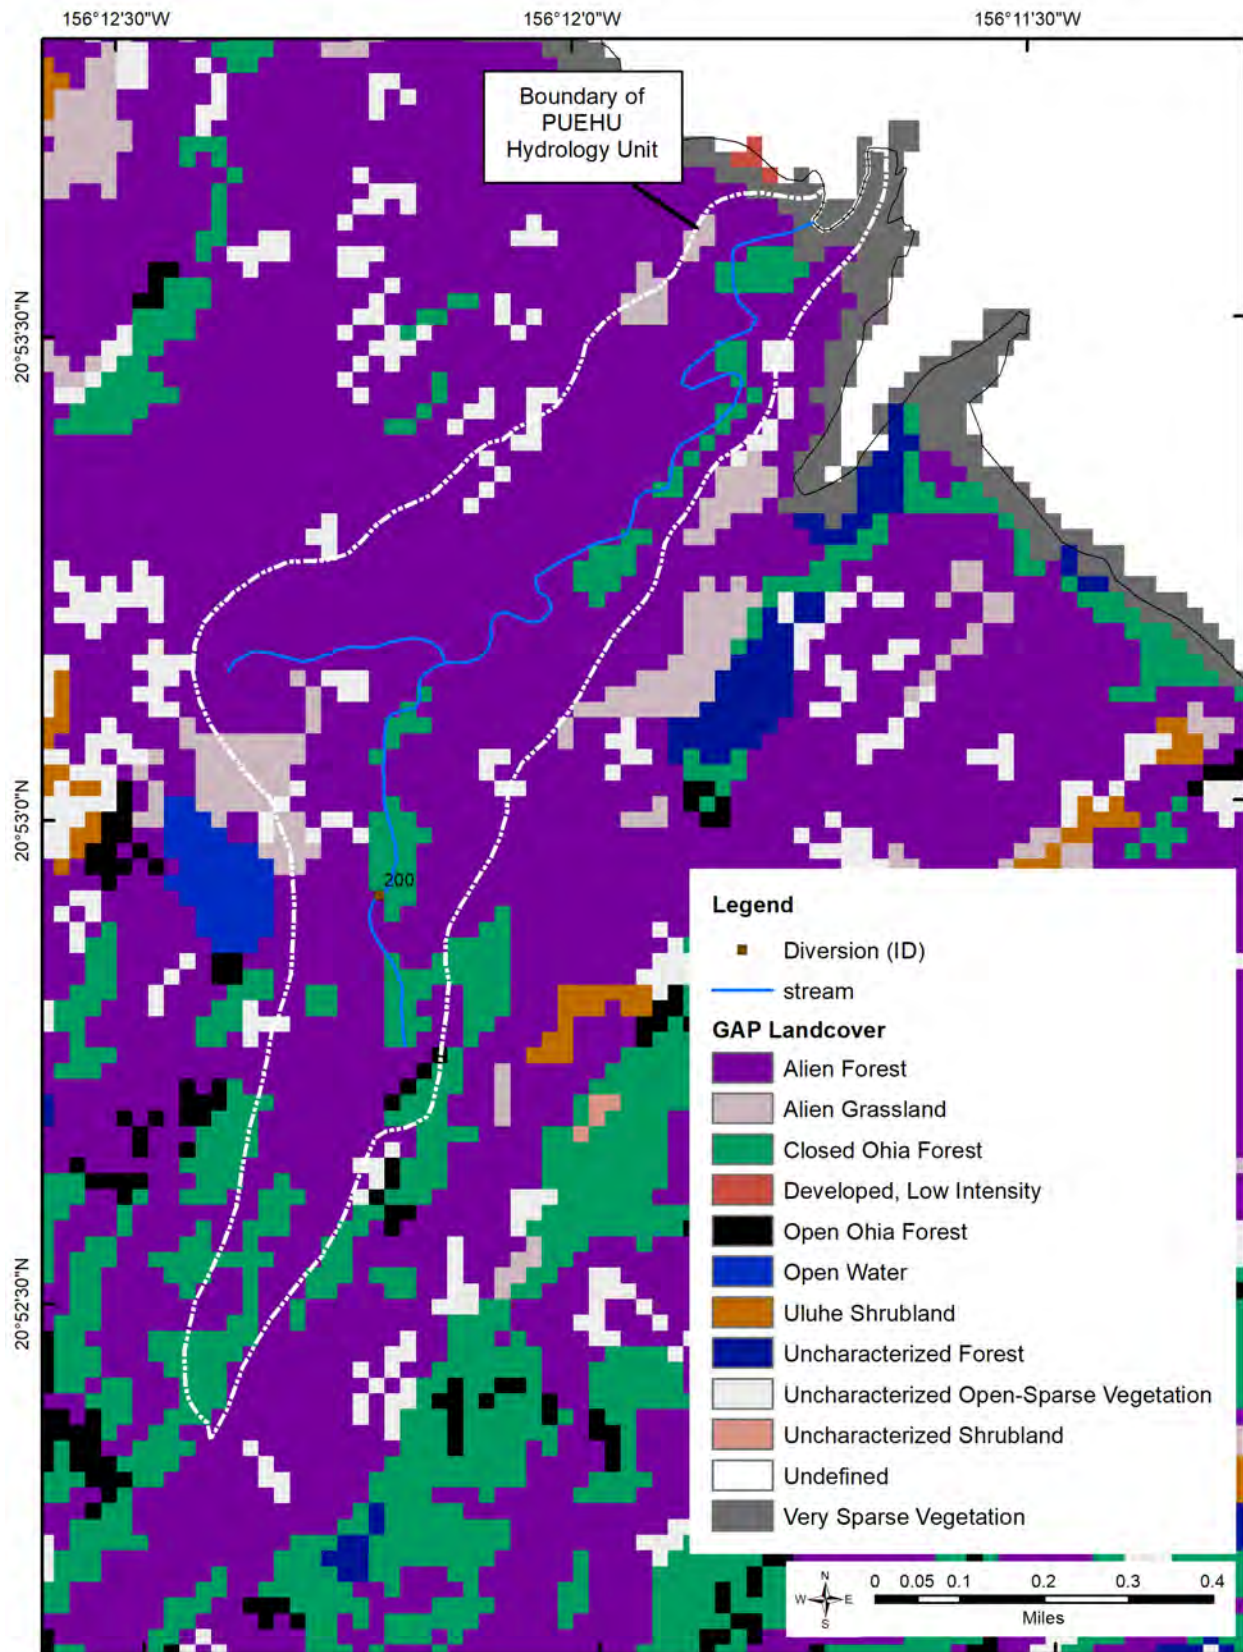 156°12'30"W
156°12'0"W
156°11'30"W
Boundary of
PUEHU
Hydrology Unit
20°53'30"N
20°53'0"N
200
20°52'30"N
Legend
Diversion (ID)
stream
GAP Landcover
Alien Forest
Alien Grassland
Closed Ohia Forest
Developed, Low Intensity
Open Ohia Forest
Open Water
Uluhe Shrubland
Uncharacterized Forest
Uncharacterized Open-Sparse Vegetation
Uncharacterized Shrubland
Undefined
Very Sparse Vegetation
N
W E
S
0 0.05 0.1 0.2 0.3 0.4
Miles